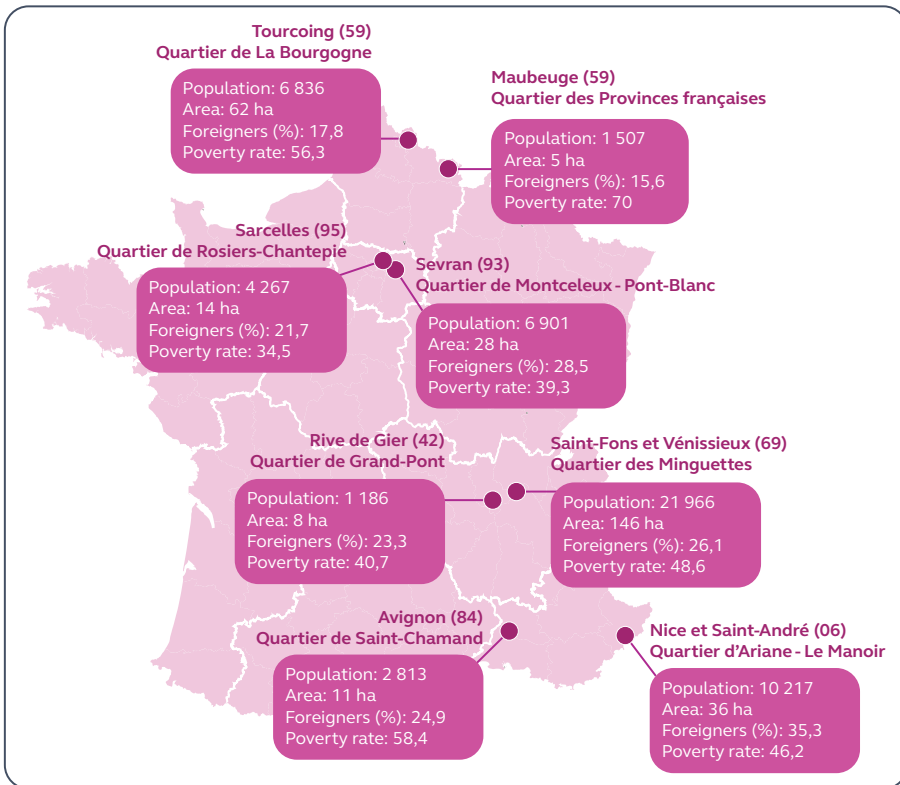 Tourcoing (59)
Quartier de La Bourgogne
Population: 6 836
Area: 62 ha
Foreigners (%): 17,8
Poverty rate: 56,3
Maubeuge (59)
Quartier des Provinces françaises
Population: 1 507
Area: 5 ha
Foreigners (%): 15,6
Poverty rate: 70
Sarcelles (95)
Quartier de Rosiers-Chantepie
Population: 4 267
Area: 14 ha
Foreigners (%): 21,7
Poverty rate: 34,5
Sevran (93)
Quartier de Montceleux - Pont-Blanc
Population: 6 901
Area: 28 ha
Foreigners (%): 28,5
Poverty rate: 39,3
Rive de Gier (42)
Quartier de Grand-Pont
Population: 1 186
Area: 8 ha
Foreigners (%): 23,3
Poverty rate: 40,7
Saint-Fons et Vénissieux (69)
Quartier des Minguettes
Population: 21 966
Area: 146 ha
Foreigners (%): 26,1
Poverty rate: 48,6
Avignon (84)
Quartier de Saint-Chamand
Population: 2 813
Area: 11 ha
Foreigners (%): 24,9
Poverty rate: 58,4
Nice et Saint-André (06)
Quartier d'Ariane - Le Manoir
Population: 10 217
Area: 36 ha
Foreigners (%): 35,3
Poverty rate: 46,2